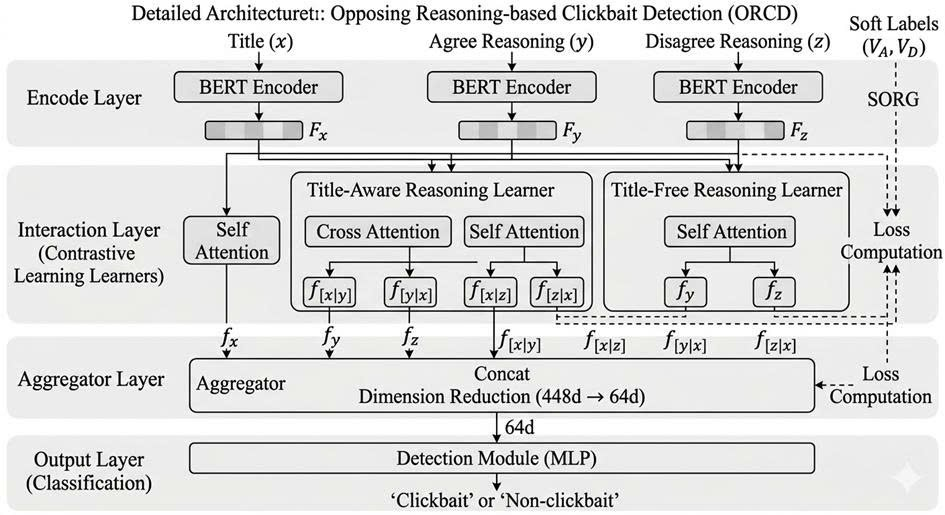 Detailed Architecturet:: Opposing Reasoning-based Clickbait Detection (ORCD)
Title (x)
Agree Reasoning (y)
Disagree Reasoning (z)
Soft Labels
(V_A, V_D)
Encode Layer
BERT Encoder
BERT Encoder
BERT Encoder
SORG
F_x
F_y
F_z
Interaction Layer
(Contrastive
Learning Learners)
Self
Attention
Title-Aware Reasoning Learner
Cross Attention
Self Attention
f_[x|y]
f_[y|x]
f_[x|z]
f_[z|x]
Title-Free Reasoning Learner
Self Attention
f_y
f_z
Loss
Computation
f_x
f_y
f_z
f_[x|y]
f_[x|z]
f_[y|x]
f_[z|x]
Aggregator Layer
Aggregator
Concat
Dimension Reduction (448d → 64d)
Loss
Computation
64d
Output Layer
(Classification)
Detection Module (MLP)
‘Clickbait’ or ‘Non-clickbait’